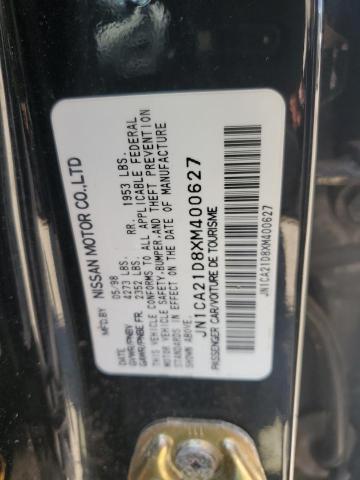 MFD.BY NISSAN MOTOR CO.,LTD
DATE 05/98
GVWR/PNBV 4273 LBS.
GAWR/PNBE FR. 2352 LBS. RR. 1953 LBS.
THIS VEHICLE CONFORMS TO ALL APPLICABLE FEDERAL
MOTOR VEHICLE SAFETY,BUMPER,AND THEFT PREVENTION
STANDARDS IN EFFECT ON THE DATE OF MANUFACTURE
SHOWN ABOVE.
JN1CA21D8XM400627
PASSENGER CAR/VOITURE DE TOURISME
JN1CA21D8XM400627